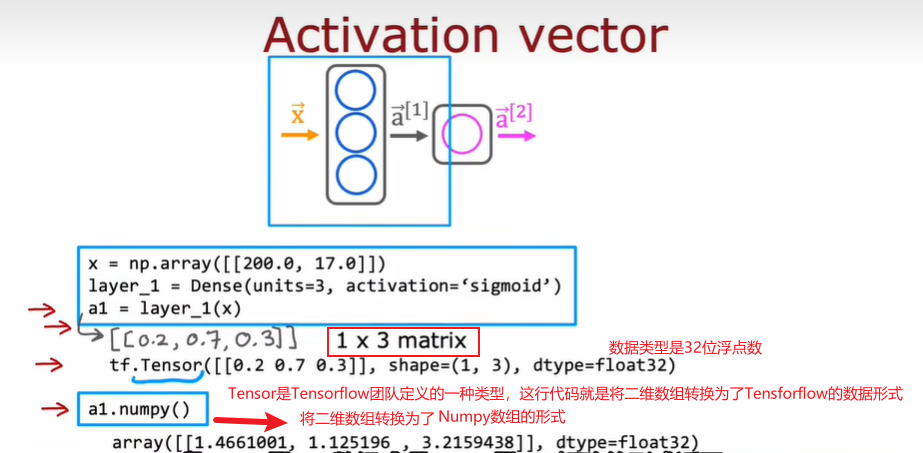 Activation vector
x⃗
a⃗[1]
a⃗[2]
x = np.array([[200.0, 17.0]])
layer_1 = Dense(units=3, activation=‘sigmoid’)
a1 = layer_1(x)
[[0.2, 0.7, 0.3]]
1 x 3 matrix
数据类型是32位浮点数
tf.Tensor([[0.2 0.7 0.3]], shape=(1, 3), dtype=float32)
Tensor是Tensorflow团队定义的一种类型，这行代码就是将二维数组转换为了Tensforflow的数据形式
a1.numpy()
将二维数组转换为了 Numpy数组的形式
array([[1.4661001, 1.125196 , 3.2159438]], dtype=float32)